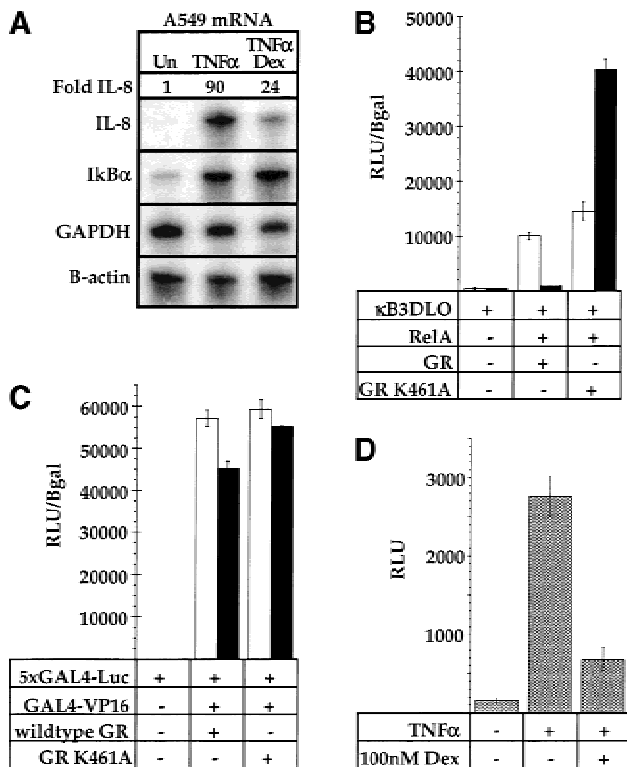 A
A549 mRNA
Un TNFα TNFα Dex
Fold IL-8 1 90 24
IL-8
IkBα
GAPDH
B-actin
B
RLU/Bgal
50000
40000
30000
20000
10000
κB3DLO + + +
RelA - + +
GR - + -
GR K461A - - +
C
RLU/Bgal
60000
50000
40000
30000
20000
10000
5xGAL4-Luc + + +
GAL4-VP16 - + +
wildtype GR - + -
GR K461A - - +
D
RLU
3000
2000
1000
TNFα - + +
100nM Dex - - +